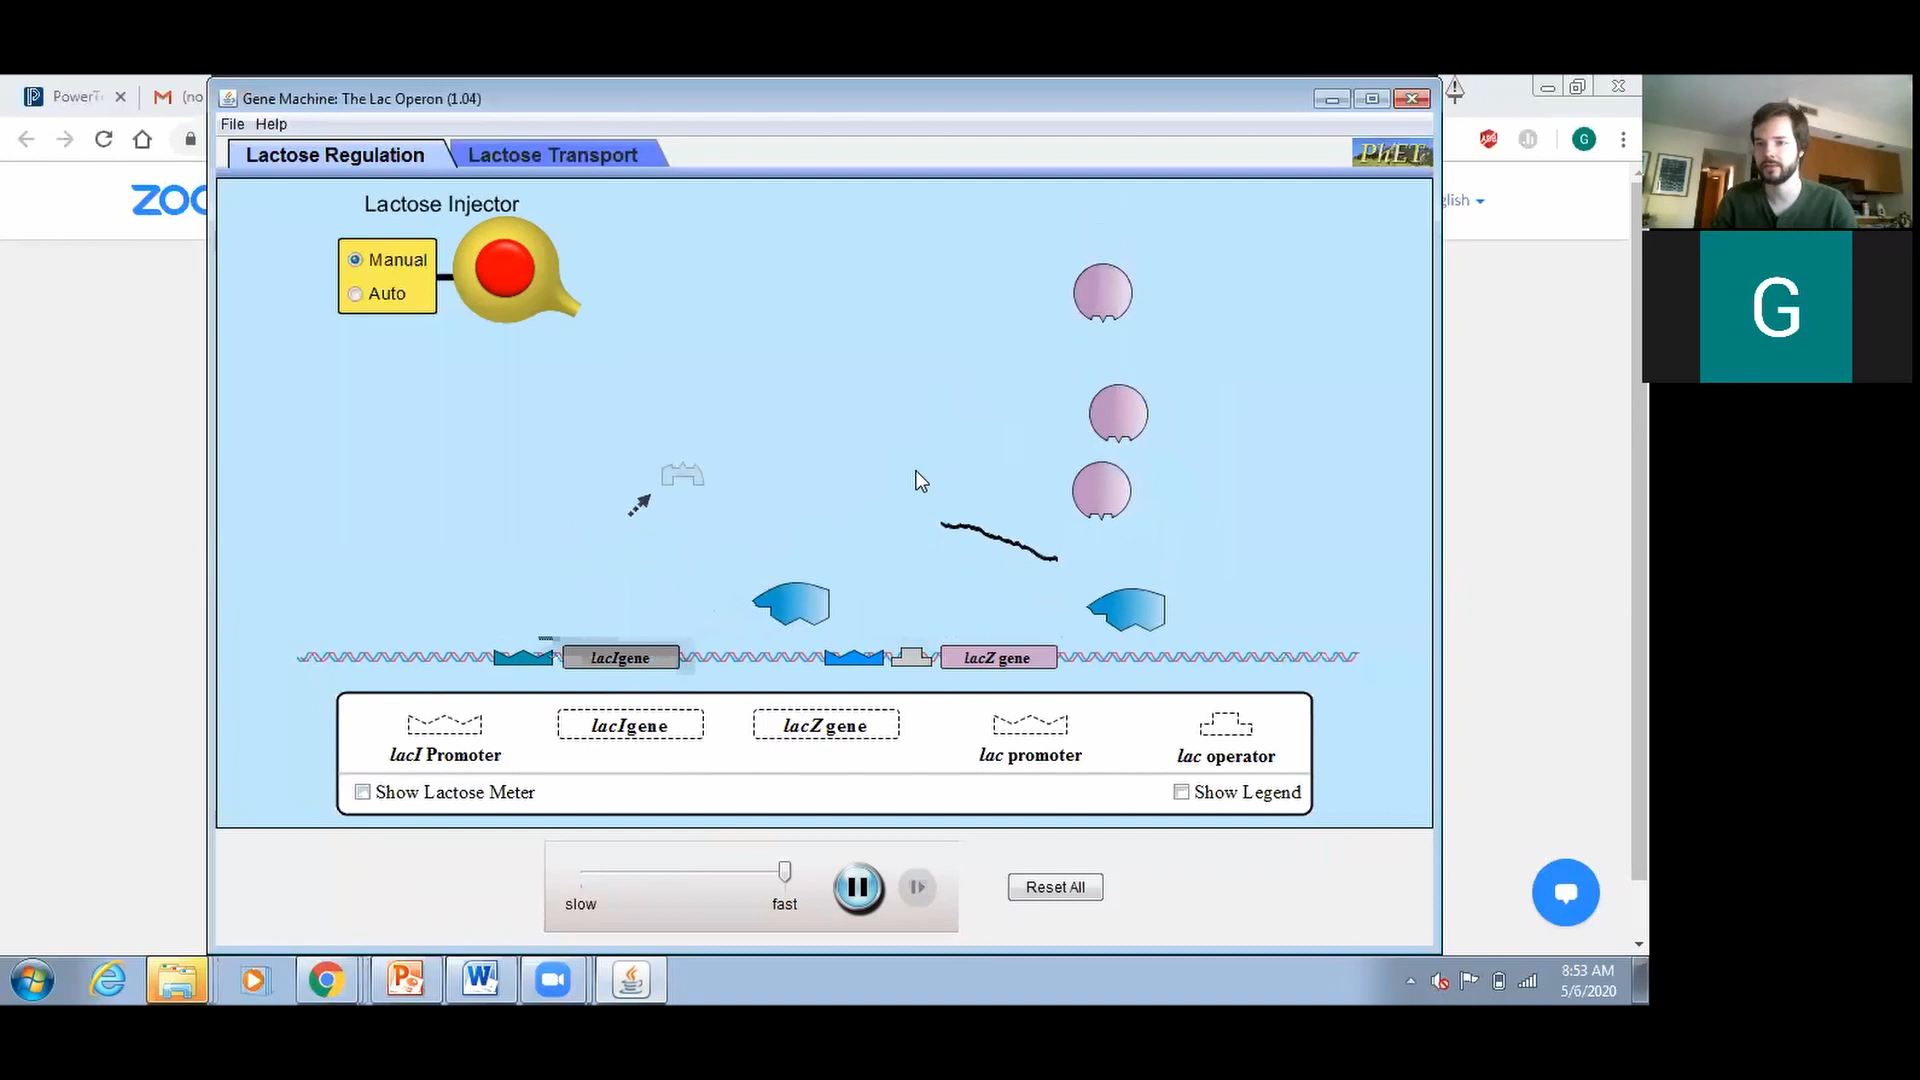 PowerT
(no
Gene Machine: The Lac Operon (1.04)
File Help
Lactose Regulation
Lactose Transport
PhET
ZOO
glish
Lactose Injector
Manual
Auto
G
G
lacI gene
lacZ gene
lacI gene
lacZ gene
lacI Promoter
lac promoter
lac operator
Show Lactose Meter
Show Legend
slow
fast
Reset All
8:53 AM
5/6/2020